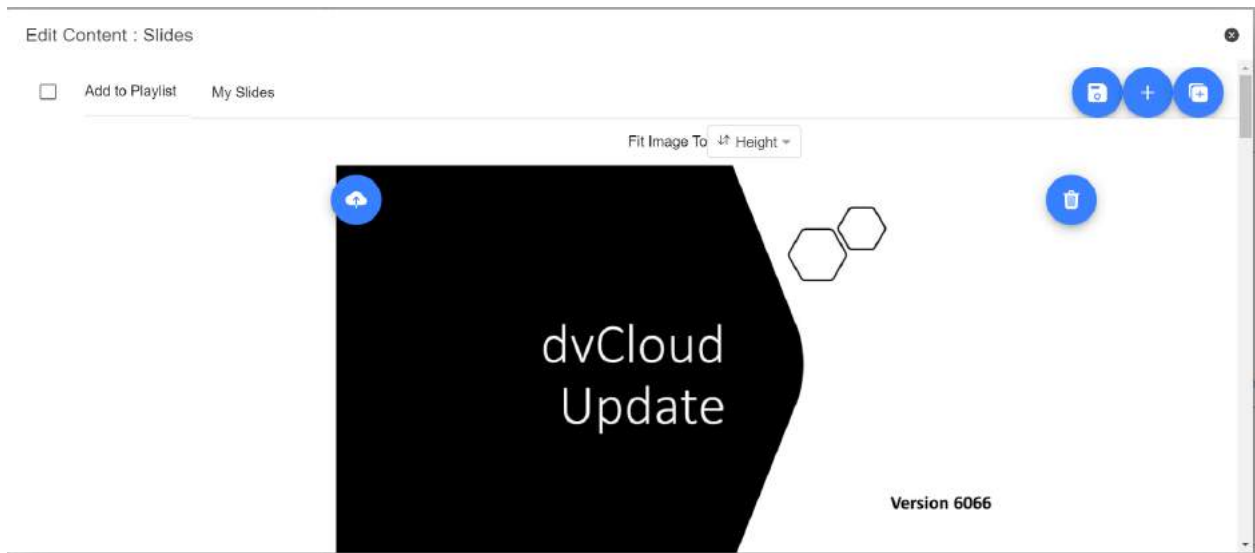 Edit Content : Slides
Add to Playlist
My Slides
Fit Image To
Height
dvCloud
Update
Version 6066